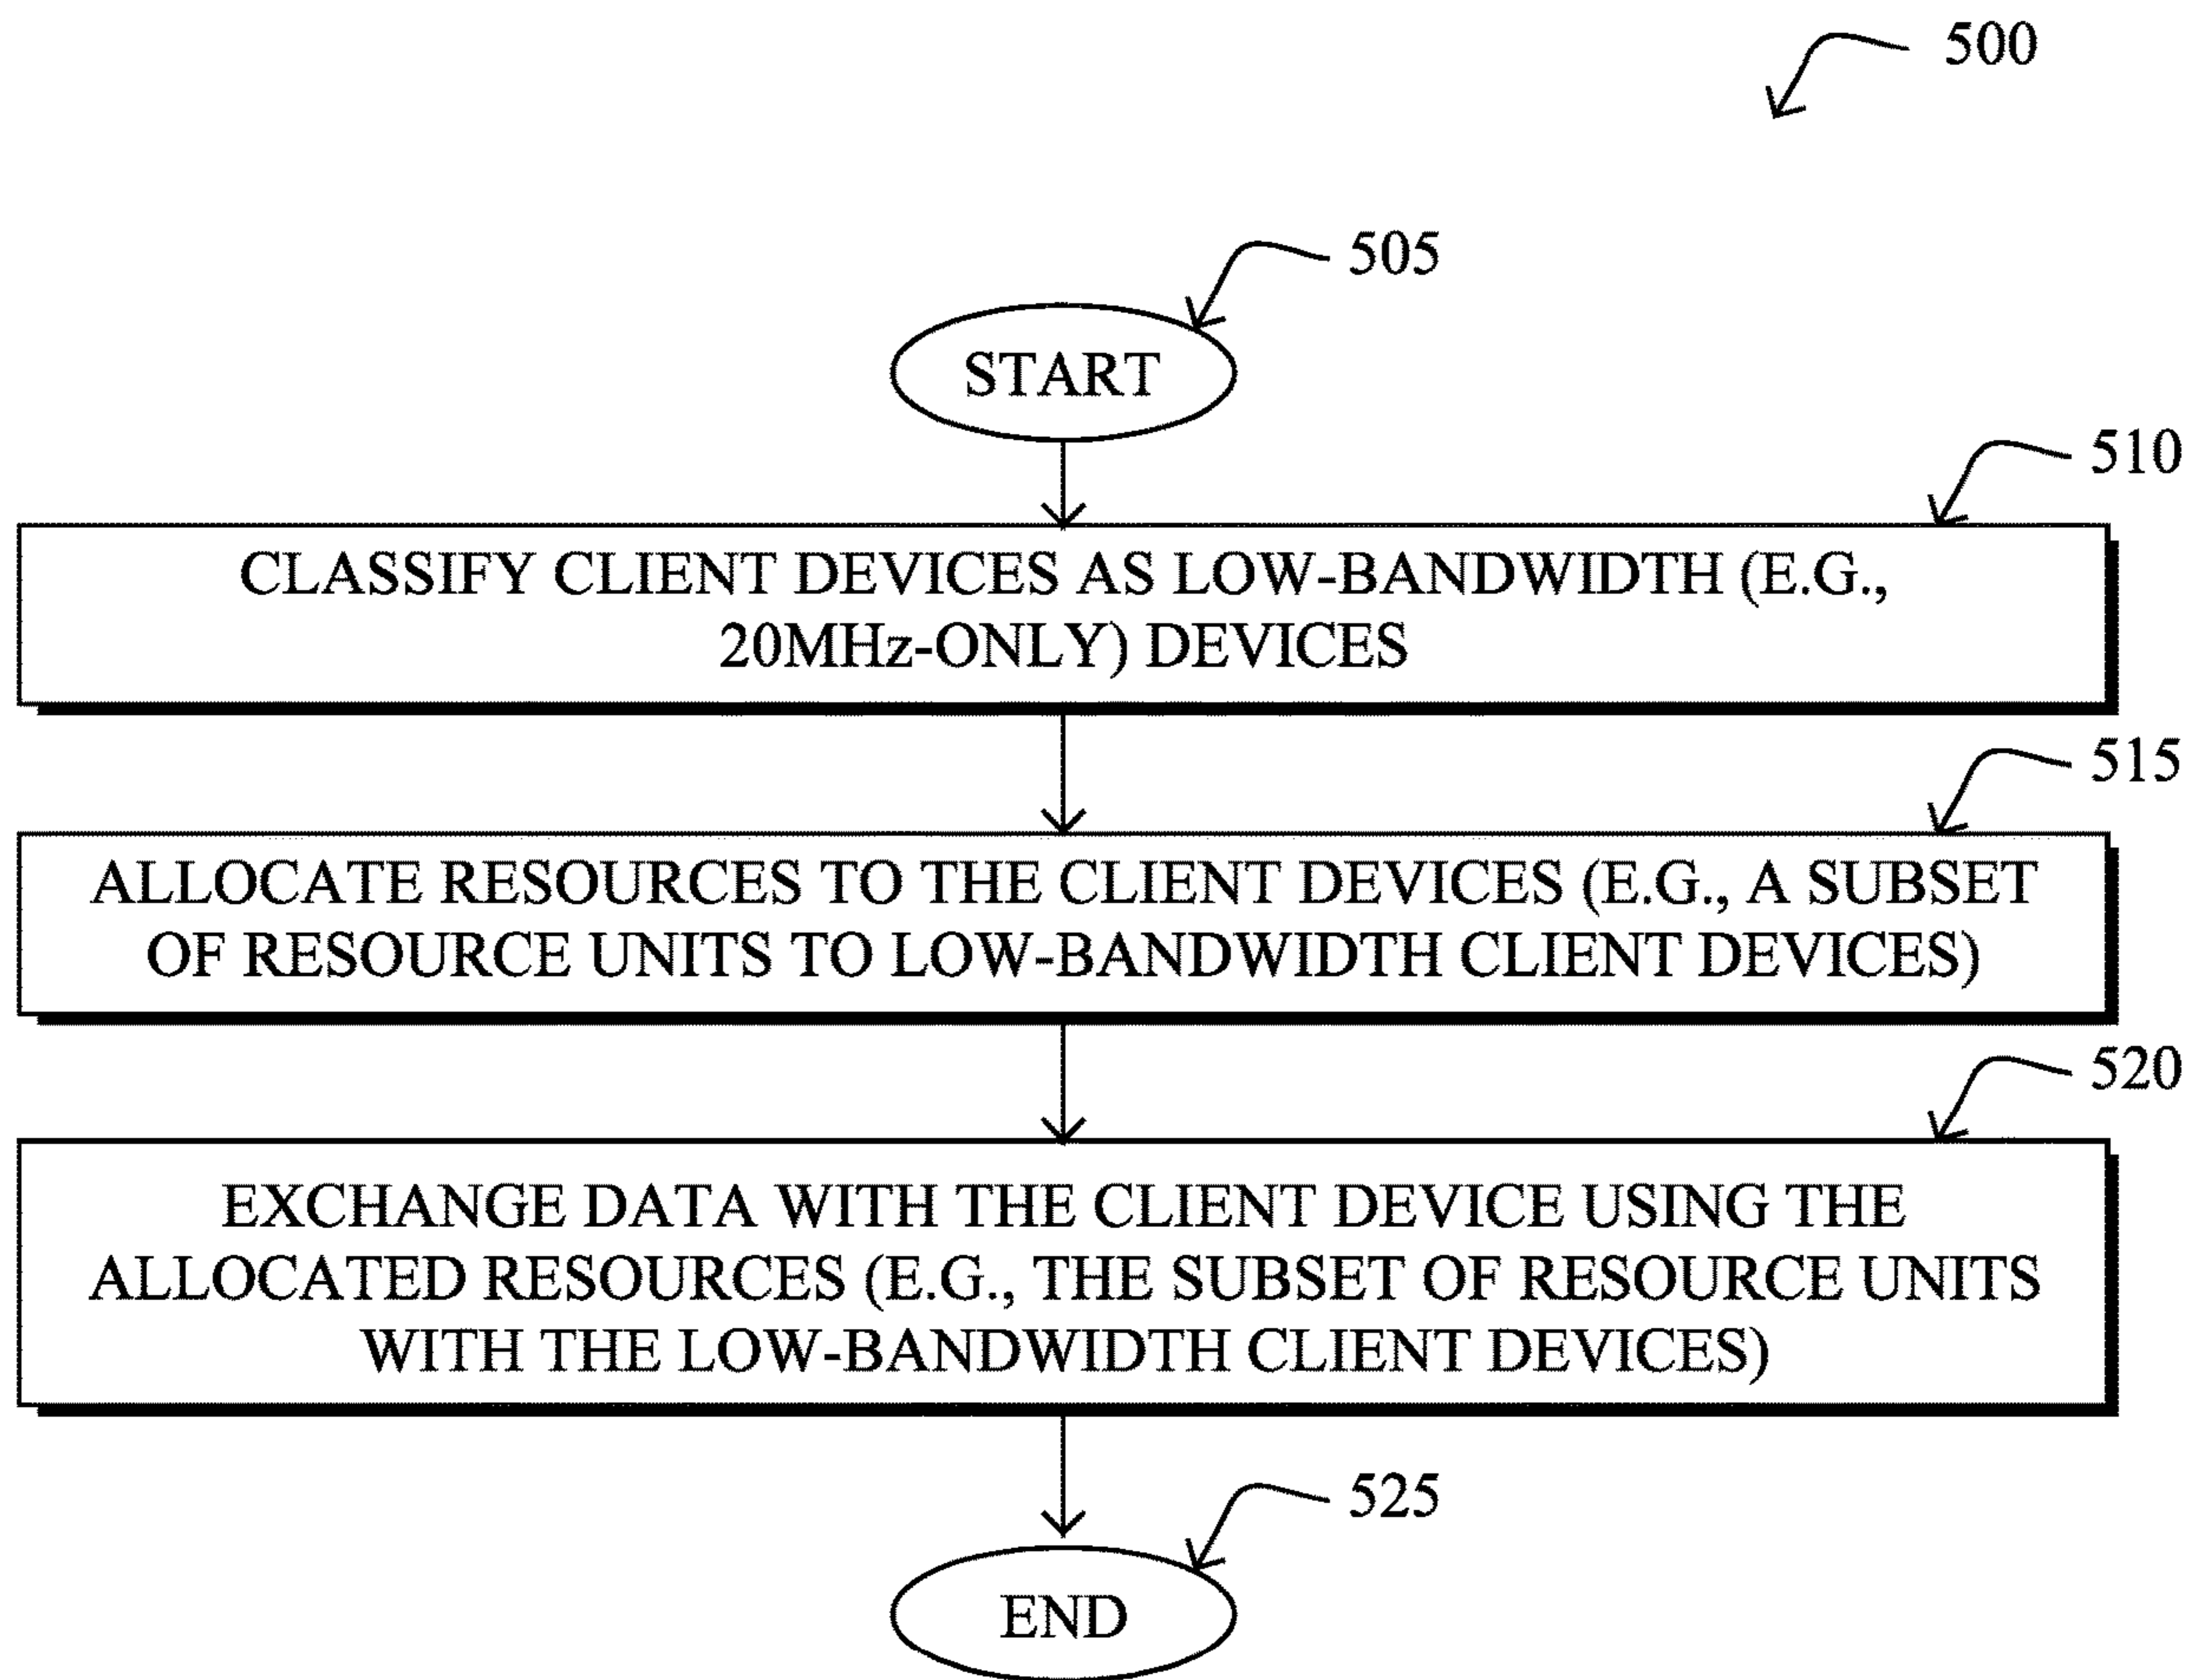 500
505
START
510
CLASSIFY CLIENT DEVICES AS LOW-BANDWIDTH (E.G.,
20MHz-ONLY) DEVICES
515
ALLOCATE RESOURCES TO THE CLIENT DEVICES (E.G., A SUBSET
OF RESOURCE UNITS TO LOW-BANDWIDTH CLIENT DEVICES)
520
EXCHANGE DATA WITH THE CLIENT DEVICE USING THE
ALLOCATED RESOURCES (E.G., THE SUBSET OF RESOURCE UNITS
WITH THE LOW-BANDWIDTH CLIENT DEVICES)
525
END